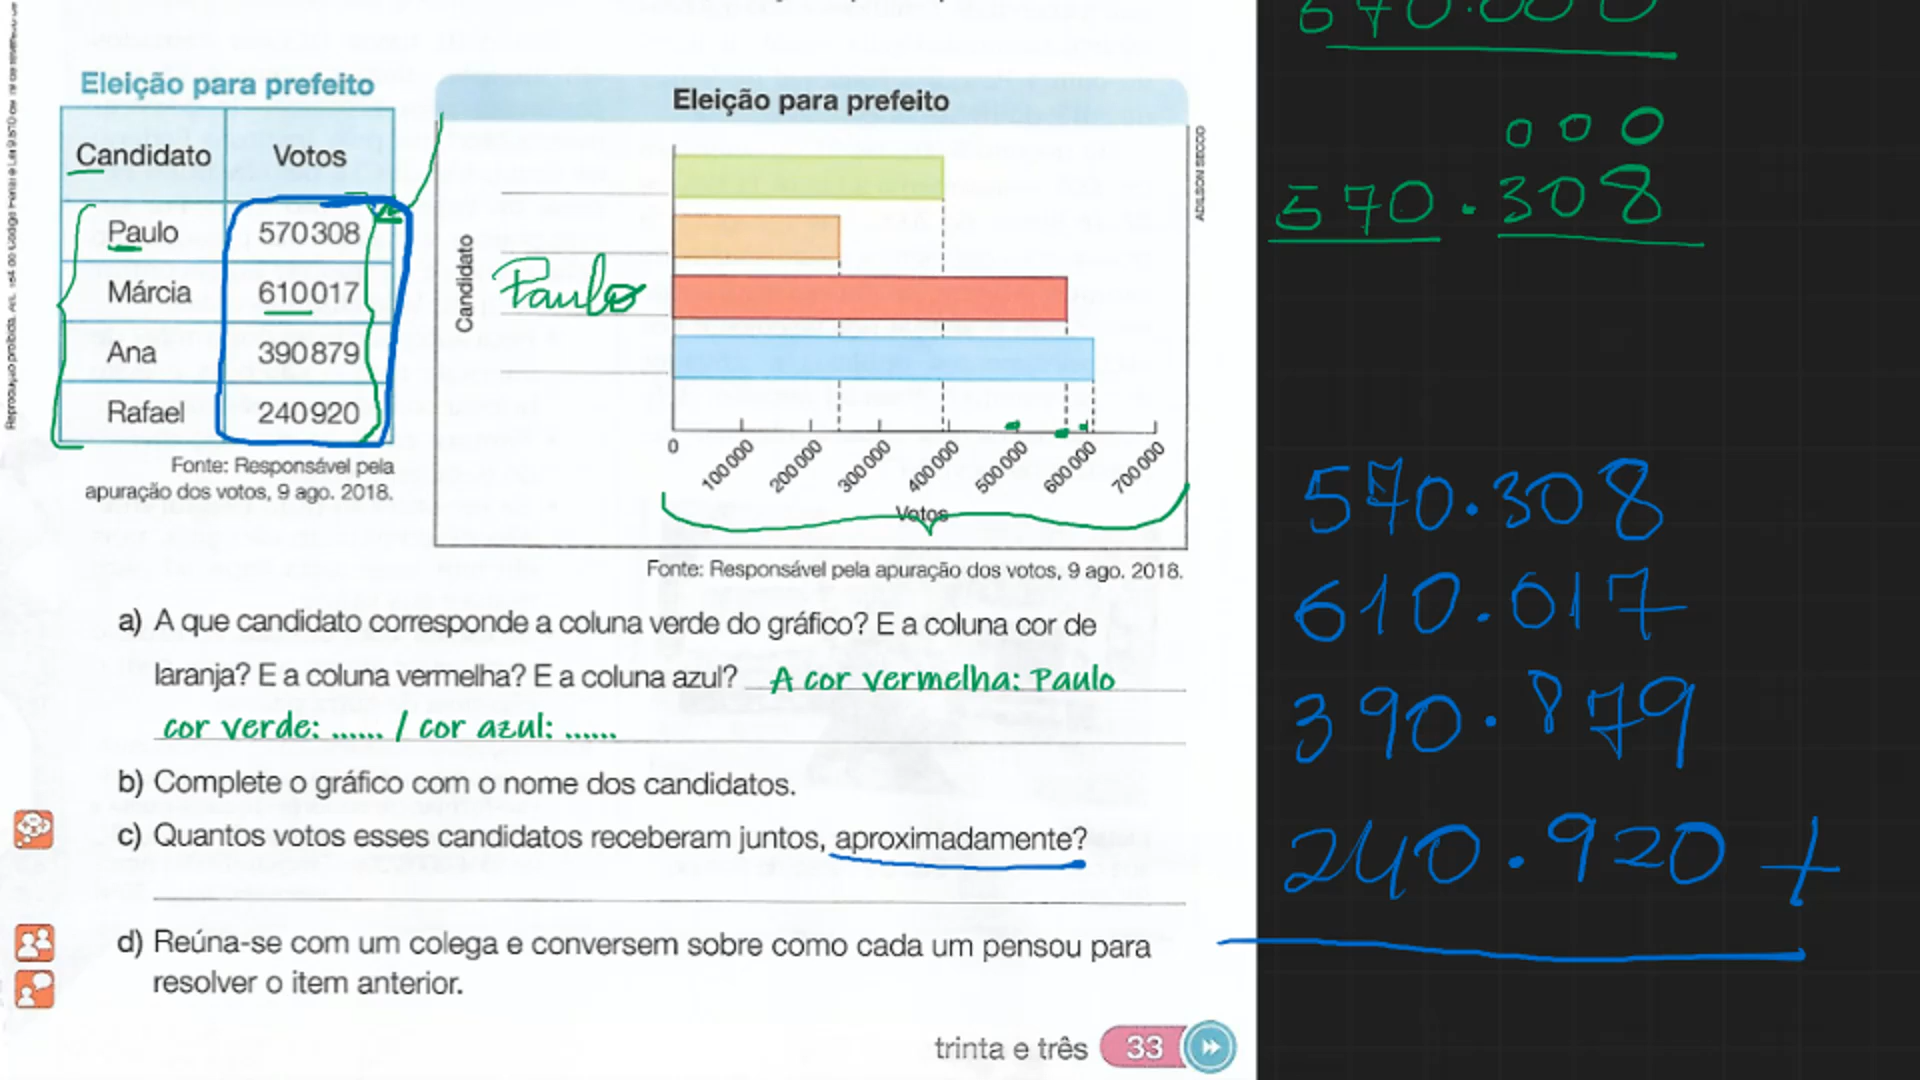 Eleição para prefeito
Candidato Votos
Paulo 570308
Márcia 610017
Ana 390879
Rafael 240920
Fonte: Responsável pela
apuração dos votos, 9 ago. 2018.
Eleição para prefeito
Candidato
Paulo
0 100000 200000 300000 400000 500000 600000 700000
Votos
ADILSON SECCO
Fonte: Responsável pela apuração dos votos, 9 ago. 2018.
a) A que candidato corresponde a coluna verde do gráfico? E a coluna cor de
laranja? E a coluna vermelha? E a coluna azul? A cor vermelha: Paulo
cor verde: ...... / cor azul: ......
b) Complete o gráfico com o nome dos candidatos.
c) Quantos votos esses candidatos receberam juntos, aproximadamente?
d) Reúna-se com um colega e conversem sobre como cada um pensou para
resolver o item anterior.
trinta e três 33
570.000
000
570.308
570.308
610.017
390.879
240.920 +